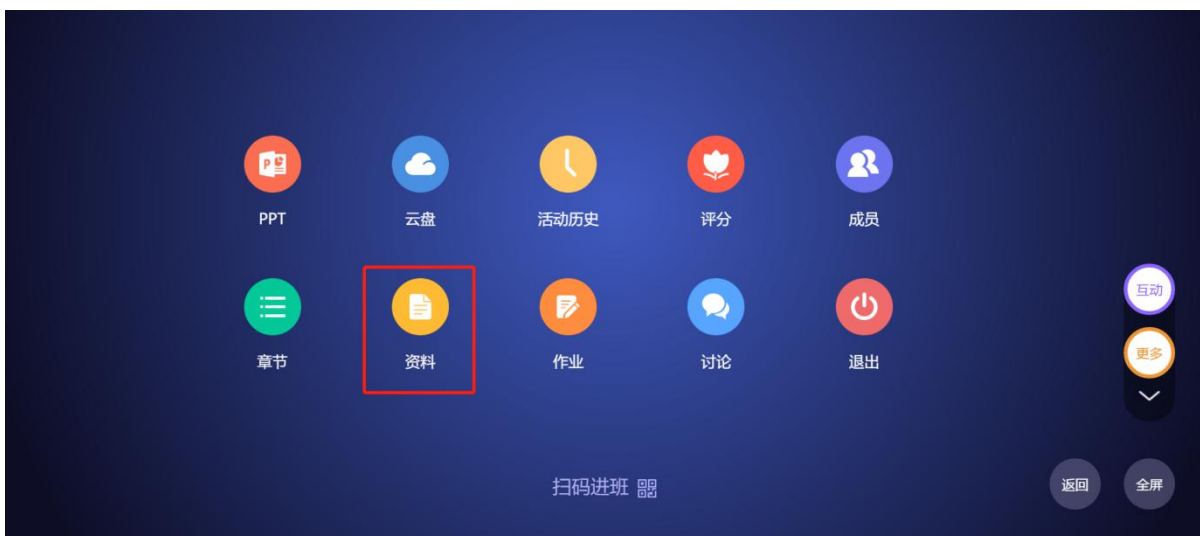 PPT
云盘
活动历史
评分
成员
章节
资料
作业
讨论
退出
互动
更多
扫码进班
返回
全屏